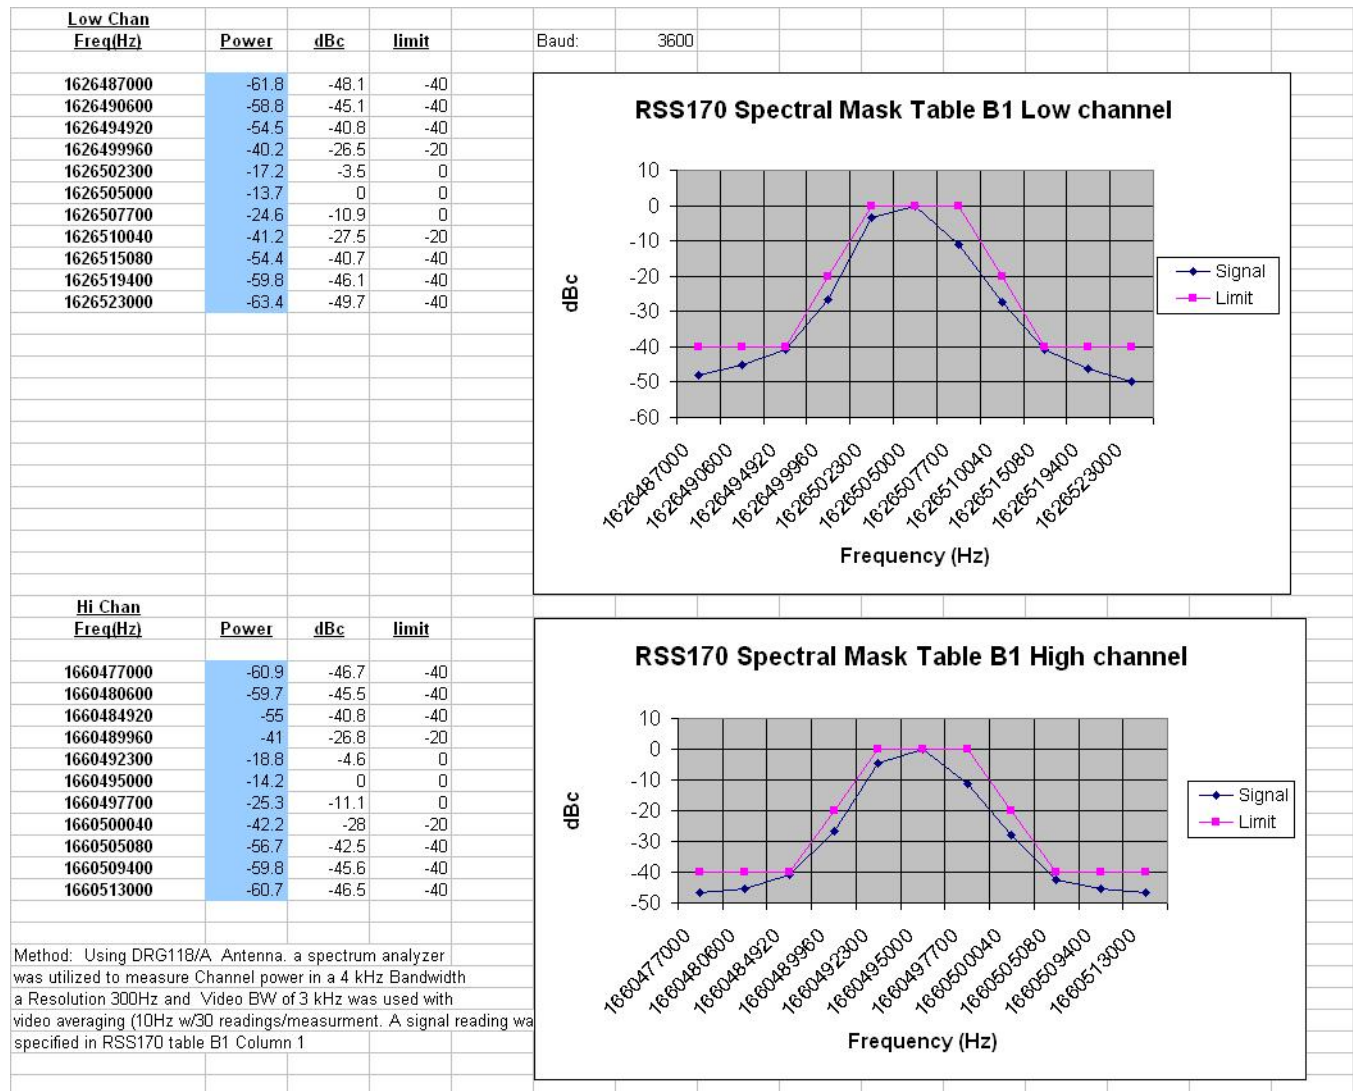 Low Chan
Freq(Hz) Power dBc limit Baud: 3600
1626487000 -61.8 -48.1 -40
1626490600 -58.8 -45.1 -40
1626494920 -54.5 -40.8 -40
1626499960 -40.2 -26.5 -20
1626502300 -17.2 -3.5 0
1626505000 -13.7 0 0
1626507700 -24.6 -10.9 0
1626510040 -41.2 -27.5 -20
1626515080 -54.4 -40.7 -40
1626519400 -59.8 -46.1 -40
1626523000 -63.4 -49.7 -40
RSS170 Spectral Mask Table B1 Low channel
10
0
-10
-20
-30
-40
-50
-60
dBc
Signal
Limit
1626487000
1626490600
1626494920
1626499960
1626502300
1626505000
1626507700
1626510040
1626515080
1626519400
1626523000
Frequency (Hz)
Hi Chan
Freq(Hz) Power dBc limit
1660477000 -60.9 -46.7 -40
1660480600 -59.7 -45.5 -40
1660484920 -55 -40.8 -40
1660489960 -41 -26.8 -20
1660492300 -18.8 -4.6 0
1660495000 -14.2 0 0
1660497700 -25.3 -11.1 0
1660500040 -42.2 -28 -20
1660505080 -56.7 -42.5 -40
1660509400 -59.8 -45.6 -40
1660513000 -60.7 -46.5 -40
RSS170 Spectral Mask Table B1 High channel
10
0
-10
-20
-30
-40
-50
dBc
Signal
Limit
1660477000
1660480600
1660484920
1660489960
1660492300
1660495000
1660497700
1660500040
1660505080
1660509400
1660513000
Frequency (Hz)
Method: Using DRG118/A Antenna. a spectrum analyzer
was utilized to measure Channel power in a 4 kHz Bandwidth
a Resolution 300Hz and Video BW of 3 kHz was used with
video averaging (10Hz w/30 readings/measurment. A signal reading wa
specified in RSS170 table B1 Column 1